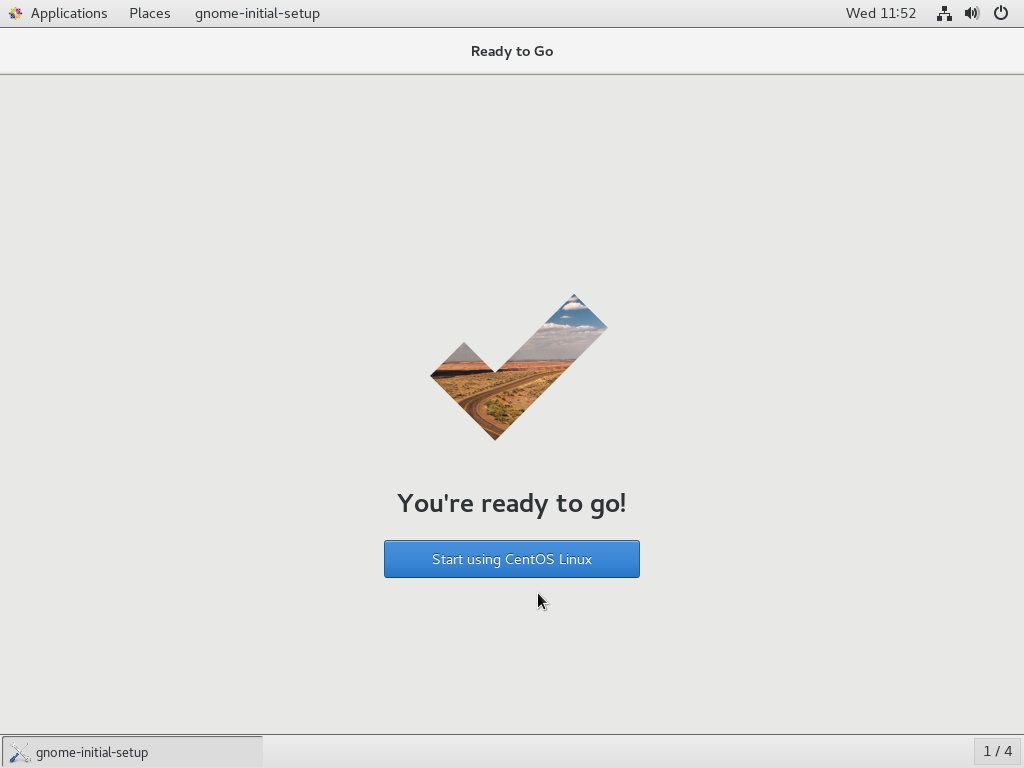 Applications Places gnome-initial-setup Wed 11:52
Ready to Go
You're ready to go!
Start using CentOS Linux
gnome-initial-setup 1 / 4